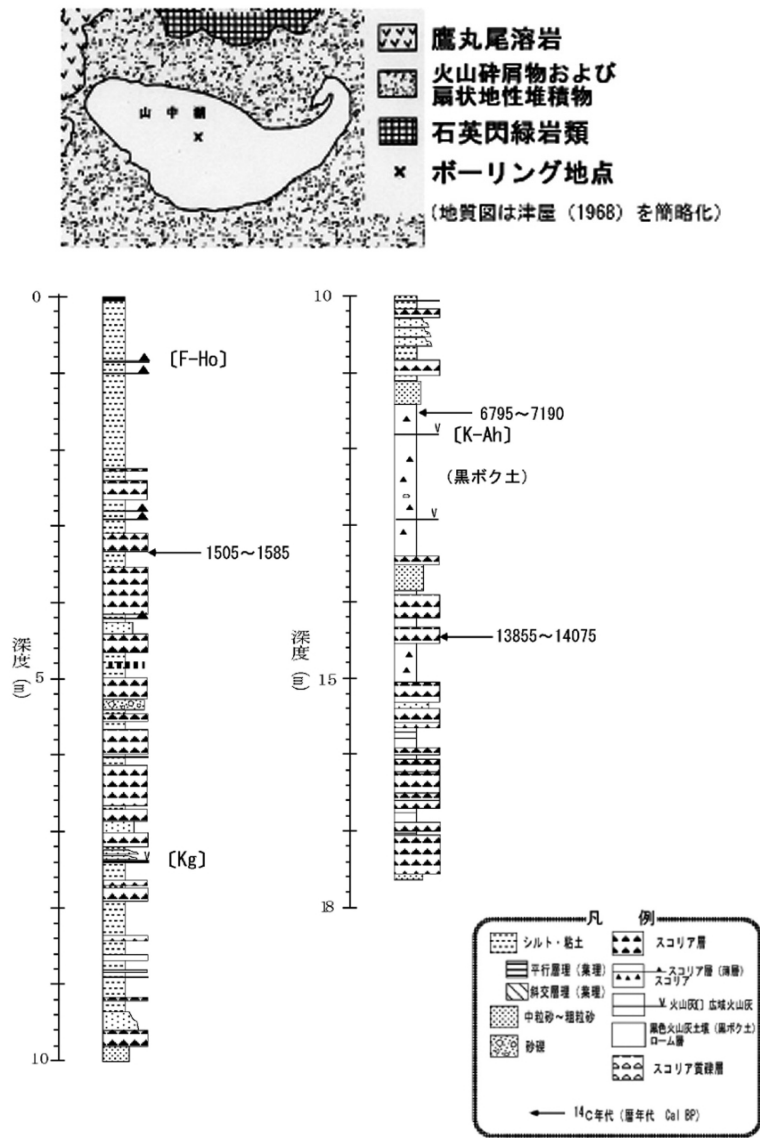 鷹丸尾溶岩
火山砕屑物および
扇状地性堆積物
石英閃緑岩類
× ボーリング地点
(地質図は津屋 (1968) を簡略化)
山中湖
×
0
5
10
深度 (m)
[F-Ho]
1505～1585
[Kg]
V
10
15
18
深度 (m)
6795～7190
V
[K-Ah]
(黒ボク土)
V
13855～14075
凡 例
シルト・粘土
平行層理 (葉理)
斜交層理 (葉理)
中粒砂～粗粒砂
砂礫
スコリア層
スコリア層 (薄層)
スコリア
V 火山灰[] 広域火山灰
黒色火山灰土壌 (黒ボク土)
ローム層
スコリア質礫層
14C年代 (暦年代 Cal BP)